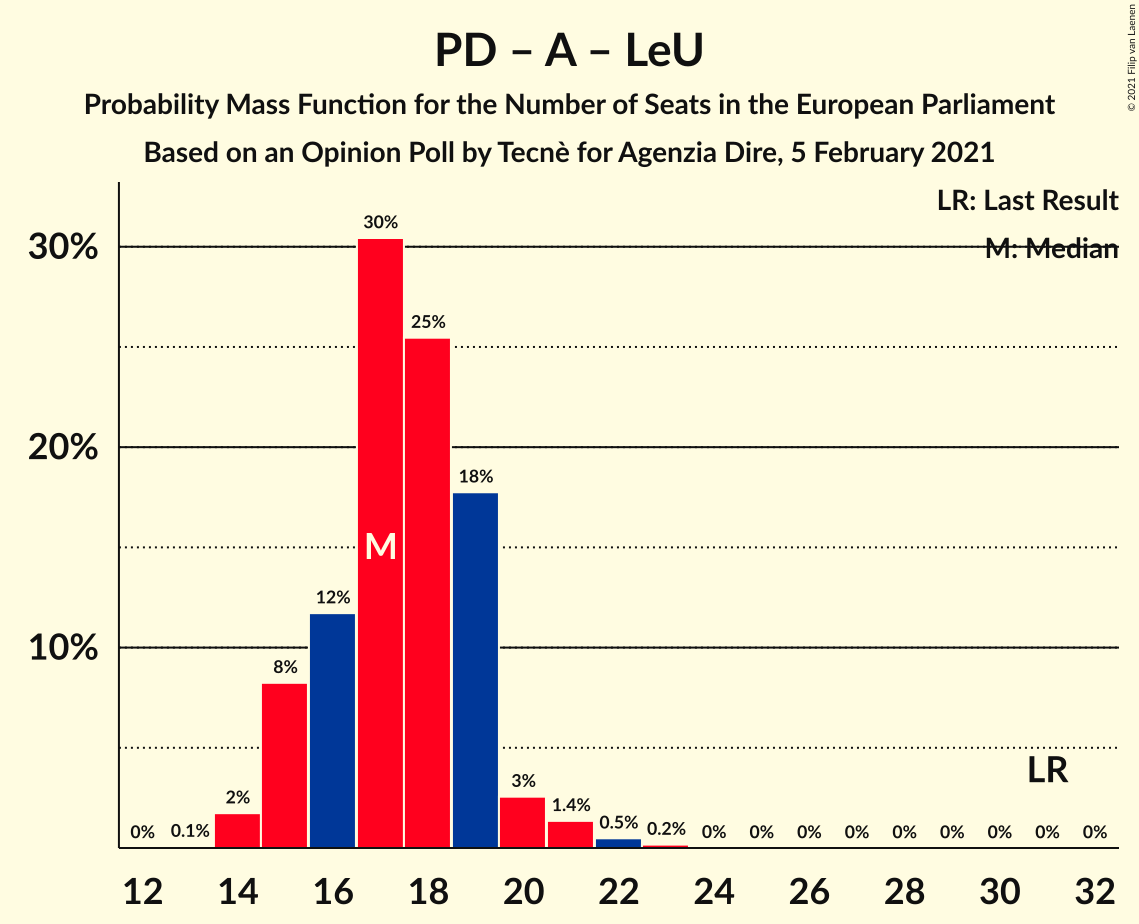 PD – A – LeU
Probability Mass Function for the Number of Seats in the European Parliament
Based on an Opinion Poll by Tecnè for Agenzia Dire, 5 February 2021
© 2021 Filip van Laenen
LR: Last Result
M: Median
30%
20%
10%
0% 0.1% 2% 8% 12% 30% 25% 18% 3% 1.4% 0.5% 0.2% 0% 0% 0% 0% 0% 0% 0% 0% 0%
M
LR
12 14 16 18 20 22 24 26 28 30 32